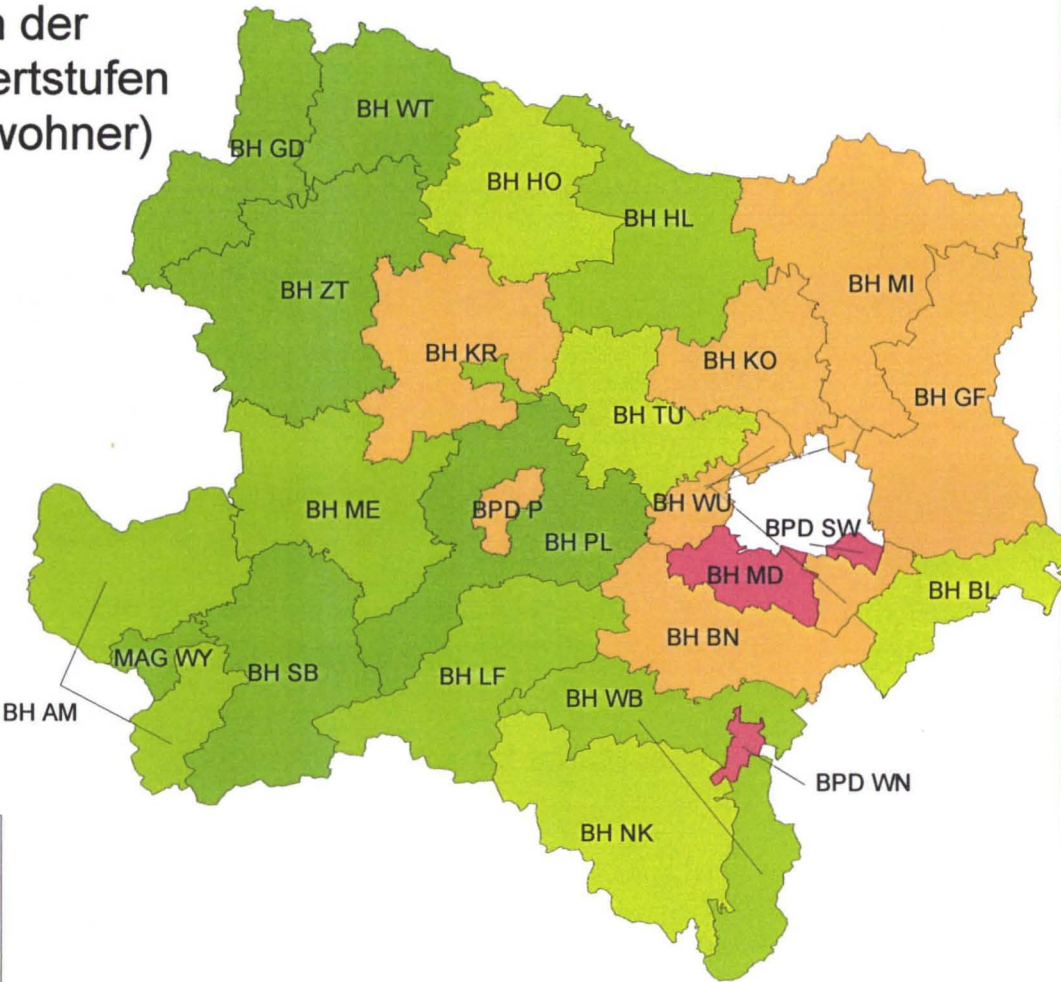 n der
ertstufen
wohner)
BH WT
BH GD
BH HO
BH HL
BH ZT
BH MI
BH KR
BH KO
BH GF
BH TU
BH ME
BPD P
BH WU
BPD SW
BH PL
BH MD
BH BL
BH BN
MAG WY
BH SB
BH LF
BH WB
BH AM
BPD WN
BH NK